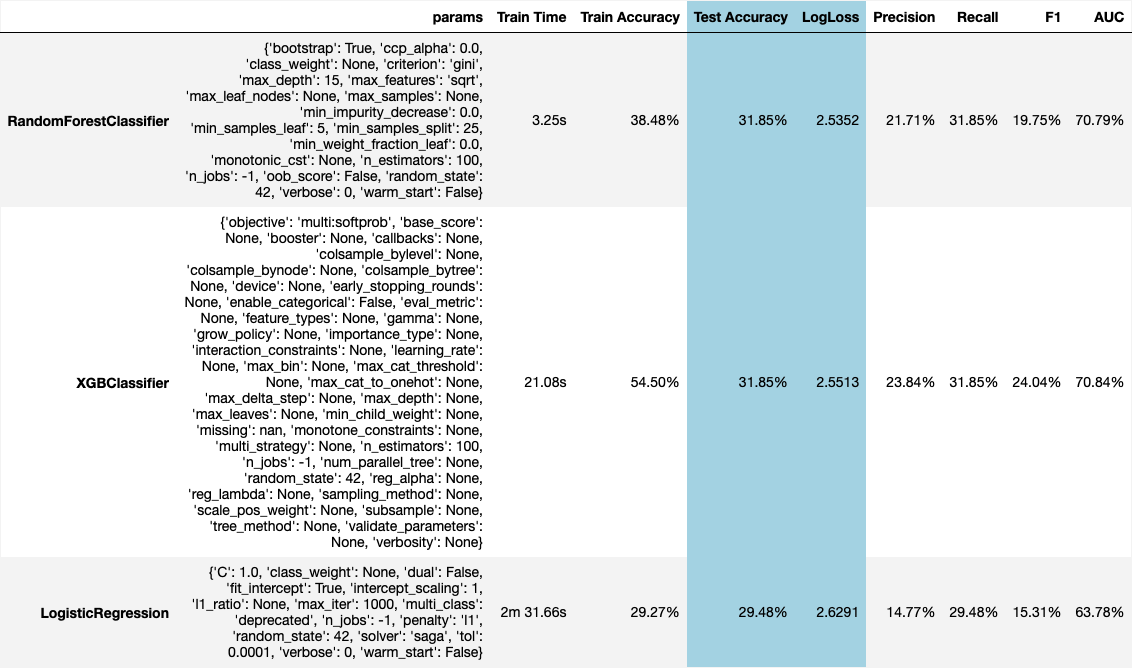 params Train Time Train Accuracy Test Accuracy LogLoss Precision Recall F1 AUC
{'bootstrap': True, 'ccp_alpha': 0.0,
'class_weight': None, 'criterion': 'gini',
'max_depth': 15, 'max_features': 'sqrt',
'max_leaf_nodes': None, 'max_samples': None,
'min_impurity_decrease': 0.0,
RandomForestClassifier 'min_samples_leaf': 5, 'min_samples_split': 25, 3.25s 38.48% 31.85% 2.5352 21.71% 31.85% 19.75% 70.79%
'min_weight_fraction_leaf': 0.0,
'monotonic_cst': None, 'n_estimators': 100,
'n_jobs': -1, 'oob_score': False, 'random_state':
42, 'verbose': 0, 'warm_start': False}
{'objective': 'multi:softprob', 'base_score':
None, 'booster': None, 'callbacks': None,
'colsample_bylevel': None,
'colsample_bynode': None, 'colsample_bytree':
None, 'device': None, 'early_stopping_rounds':
None, 'enable_categorical': False, 'eval_metric':
None, 'feature_types': None, 'gamma': None,
'grow_policy': None, 'importance_type': None,
'interaction_constraints': None, 'learning_rate':
None, 'max_bin': None, 'max_cat_threshold':
XGBClassifier None, 'max_cat_to_onehot': None, 21.08s 54.50% 31.85% 2.5513 23.84% 31.85% 24.04% 70.84%
'max_delta_step': None, 'max_depth': None,
'max_leaves': None, 'min_child_weight': None,
'missing': nan, 'monotone_constraints': None,
'multi_strategy': None, 'n_estimators': 100,
'n_jobs': -1, 'num_parallel_tree': None,
'random_state': 42, 'reg_alpha': None,
'reg_lambda': None, 'sampling_method': None,
'scale_pos_weight': None, 'subsample': None,
'tree_method': None, 'validate_parameters':
None, 'verbosity': None}
{'C': 1.0, 'class_weight': None, 'dual': False,
'fit_intercept': True, 'intercept_scaling': 1,
'l1_ratio': None, 'max_iter': 1000, 'multi_class':
LogisticRegression 'deprecated', 'n_jobs': -1, 'penalty': 'l1', 2m 31.66s 29.27% 29.48% 2.6291 14.77% 29.48% 15.31% 63.78%
'random_state': 42, 'solver': 'saga', 'tol':
0.0001, 'verbose': 0, 'warm_start': False}